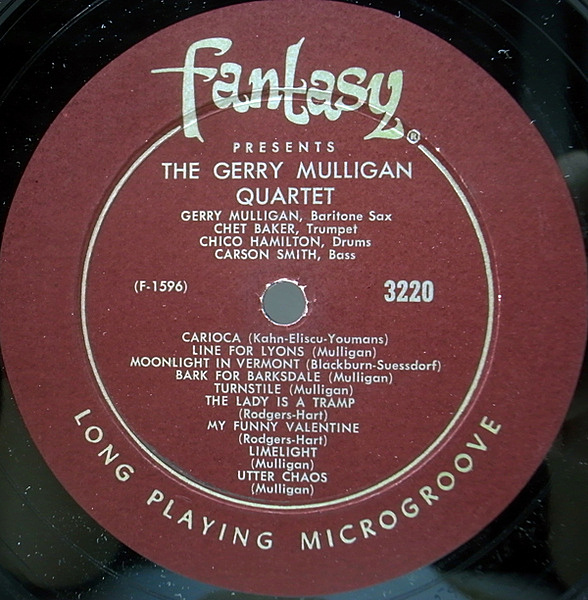 fantasy®
PRESENTS
THE GERRY MULLIGAN
QUARTET
GERRY MULLIGAN, Baritone Sax
CHET BAKER, Trumpet
CHICO HAMILTON, Drums
CARSON SMITH, Bass
(F-1596) 3220
CARIOCA (Kahn-Eliscu-Youmans)
LINE FOR LYONS (Mulligan)
MOONLIGHT IN VERMONT (Blackburn-Suessdorf)
BARK FOR BARKSDALE (Mulligan)
TURNSTILE (Mulligan)
THE LADY IS A TRAMP
(Rodgers-Hart)
MY FUNNY VALENTINE
(Rodgers-Hart)
LIMELIGHT
(Mulligan)
UTTER CHAOS
(Mulligan)
LONG PLAYING MICROGROOVE